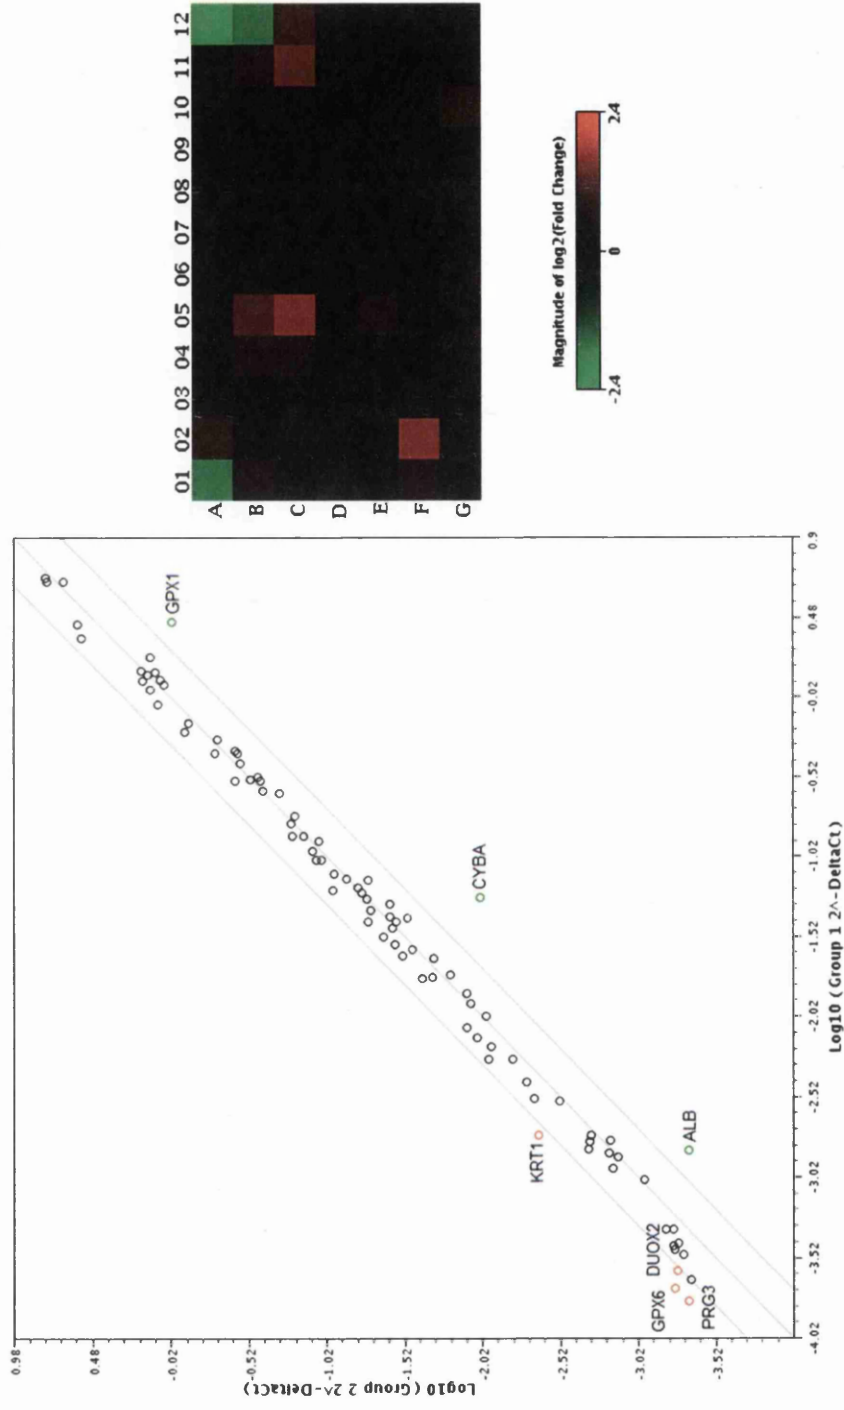 0.98
0.48
-0.02
-0.52
-1.02
-1.52
-2.02
-2.52
-3.02
-3.52
Log10 (Group 2 2^-DeltaCt)
GPX1
CYBA
KRT1
ALB
DUOX2
GPX6
PRG3
-4.02 -3.52 -3.02 -2.52 -2.02 -1.52 -1.02 -0.52 -0.02 0.48 0.9
Log10 (Group 1 2^-DeltaCt)
01 02 03 04 05 06 07 08 09 10 11 12
A
B
C
D
E
F
G
Magnitude of log2(Fold Change)
-2.4 0 2.4